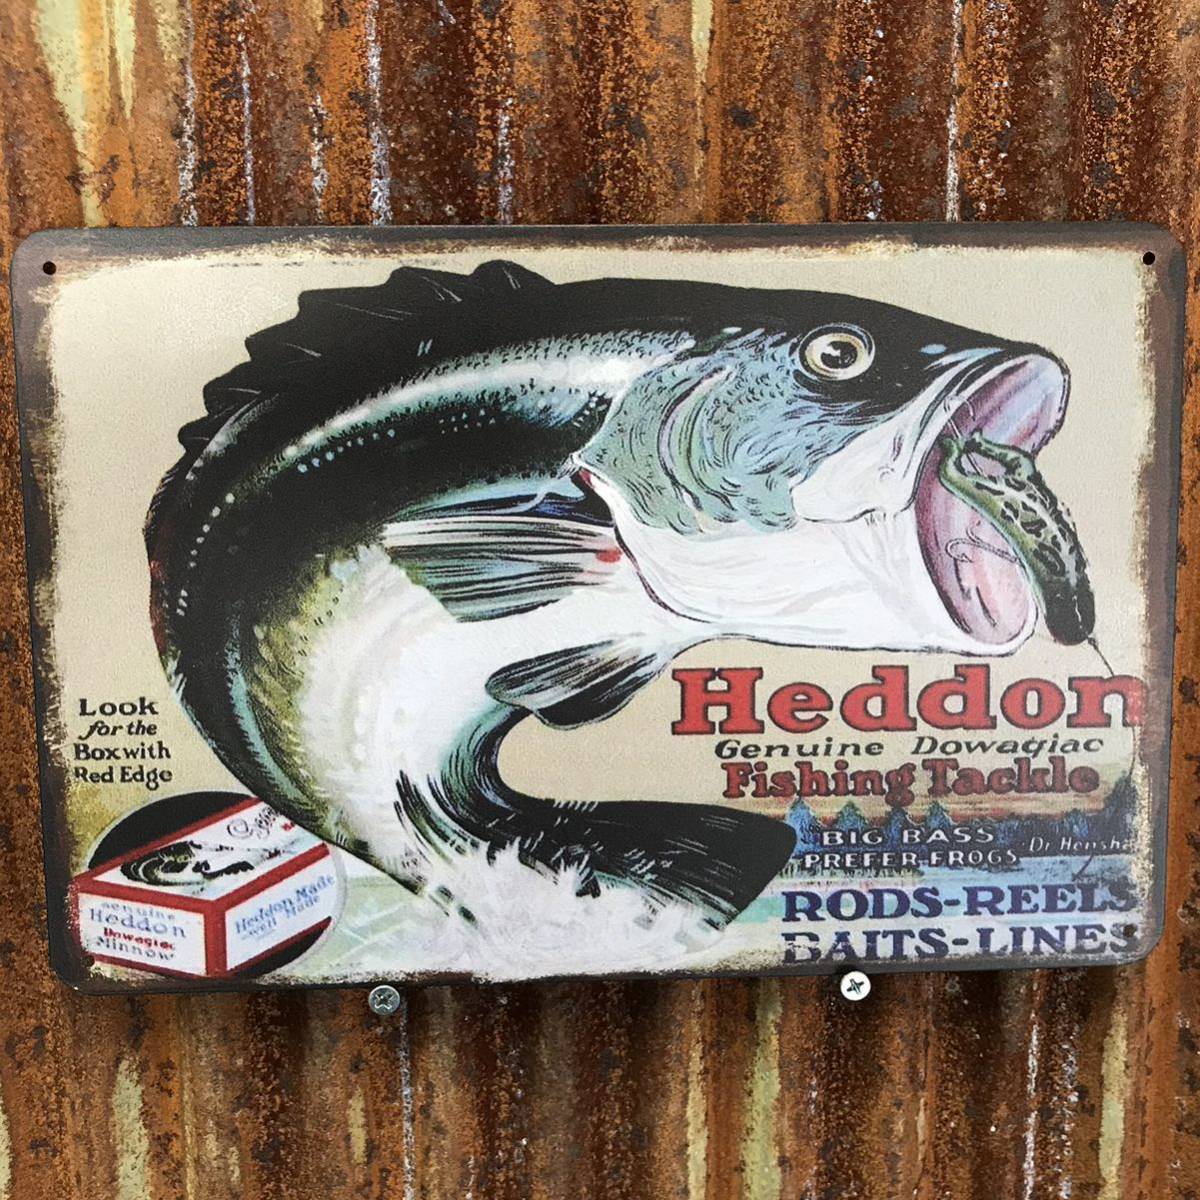 Look
for the
Box with
Red Edge
Genuine
Heddon
Dowagiac
Minnow
Heddon Made
well Made
Heddon
Genuine Dowagiac
Fishing Tackle
BIG BASS
PREFER FROGS - Dr
RODS-REELS
BAITS-LINES